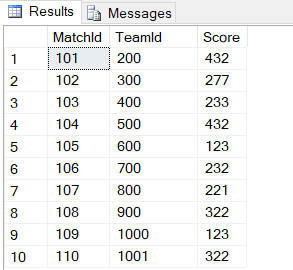 Results Messages
MatchId TeamId Score
1 101 200 432
2 102 300 277
3 103 400 233
4 104 500 432
5 105 600 123
6 106 700 232
7 107 800 221
8 108 900 322
9 109 1000 123
10 110 1001 322